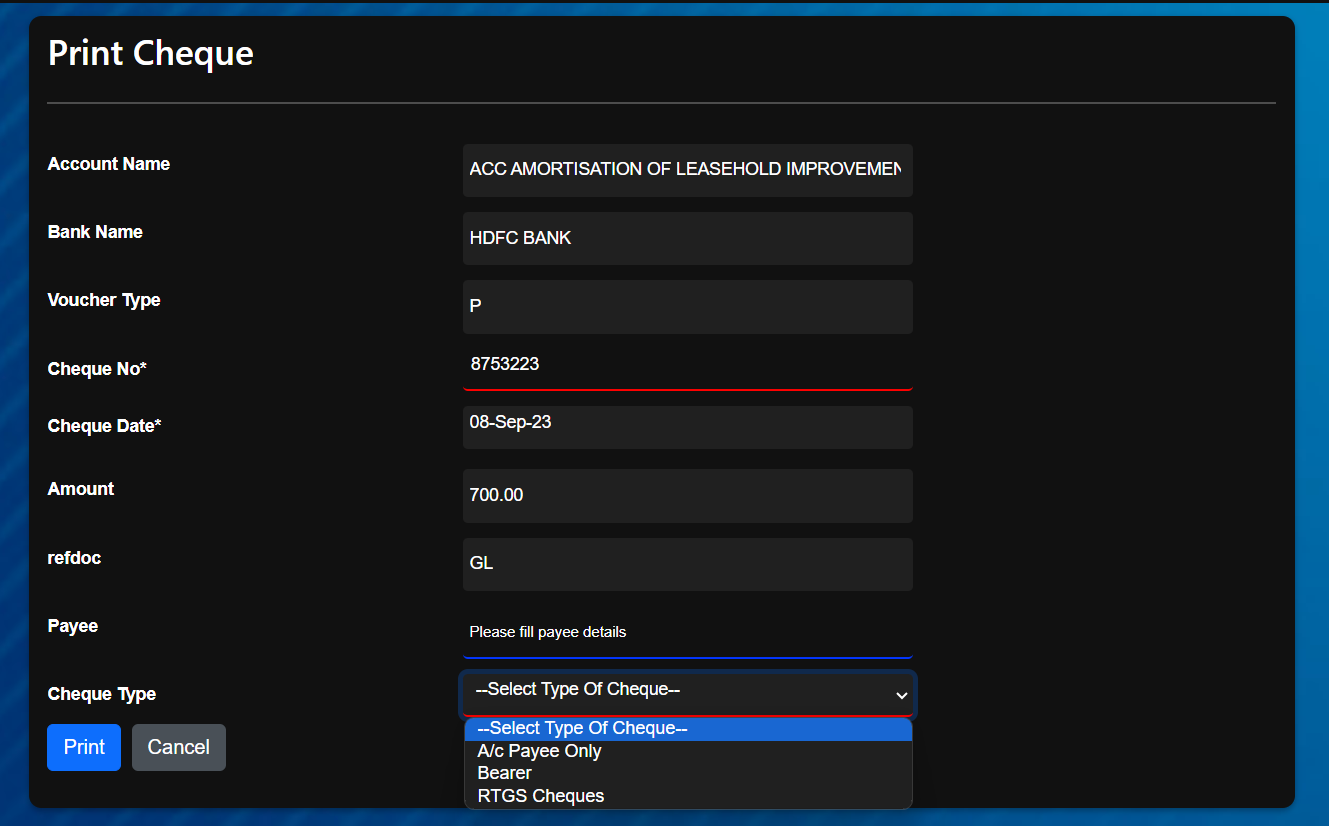 Print Cheque
Account Name
ACC AMORTISATION OF LEASEHOLD IMPROVEMEN
Bank Name
HDFC BANK
Voucher Type
P
Cheque No*
8753223
Cheque Date*
08-Sep-23
Amount
700.00
refdoc
GL
Payee
Please fill payee details
Cheque Type
--Select Type Of Cheque--
--Select Type Of Cheque--
A/c Payee Only
Bearer
RTGS Cheques
Print
Cancel